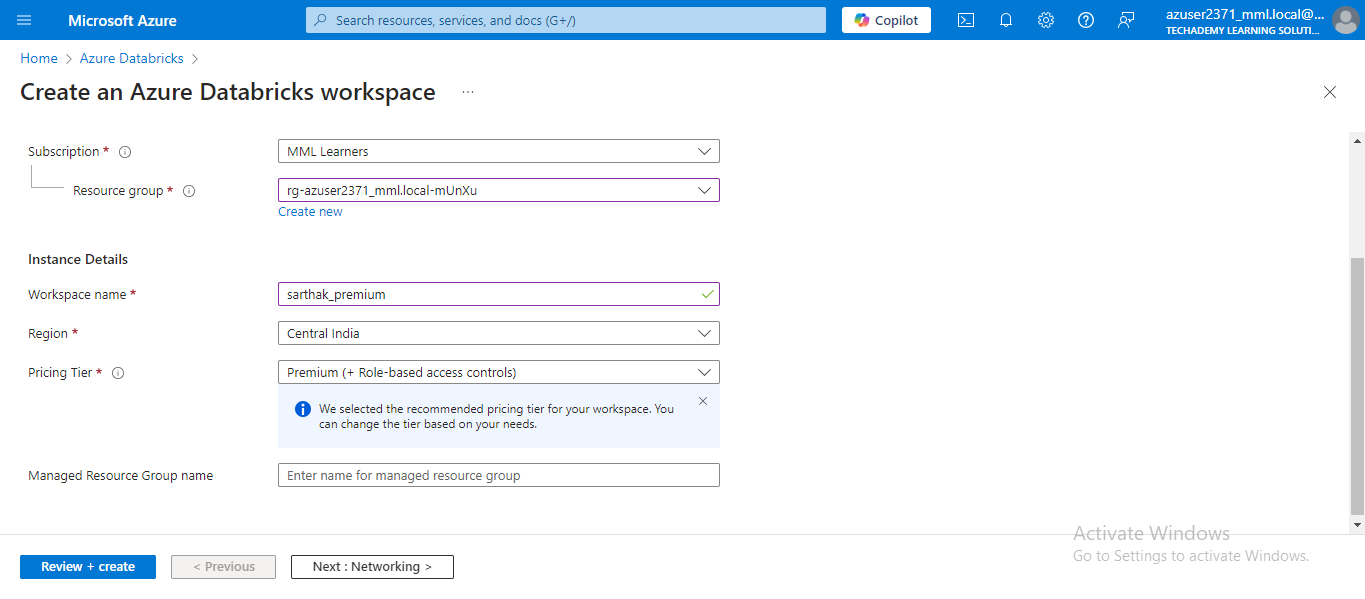 Microsoft Azure
Search resources, services, and docs (G+/)
Copilot
azuser2371_mml.local@...
TECHADEMY LEARNING SOLUTI...
Home > Azure Databricks >
Create an Azure Databricks workspace ...
Subscription *
MML Learners
Resource group *
rg-azuser2371_mml.local-mUnXu
Create new
Instance Details
Workspace name *
sarthak_premium
Region *
Central India
Pricing Tier *
Premium (+ Role-based access controls)
We selected the recommended pricing tier for your workspace. You
can change the tier based on your needs.
Managed Resource Group name
Enter name for managed resource group
Activate Windows
Go to Settings to activate Windows.
Review + create
< Previous
Next : Networking >